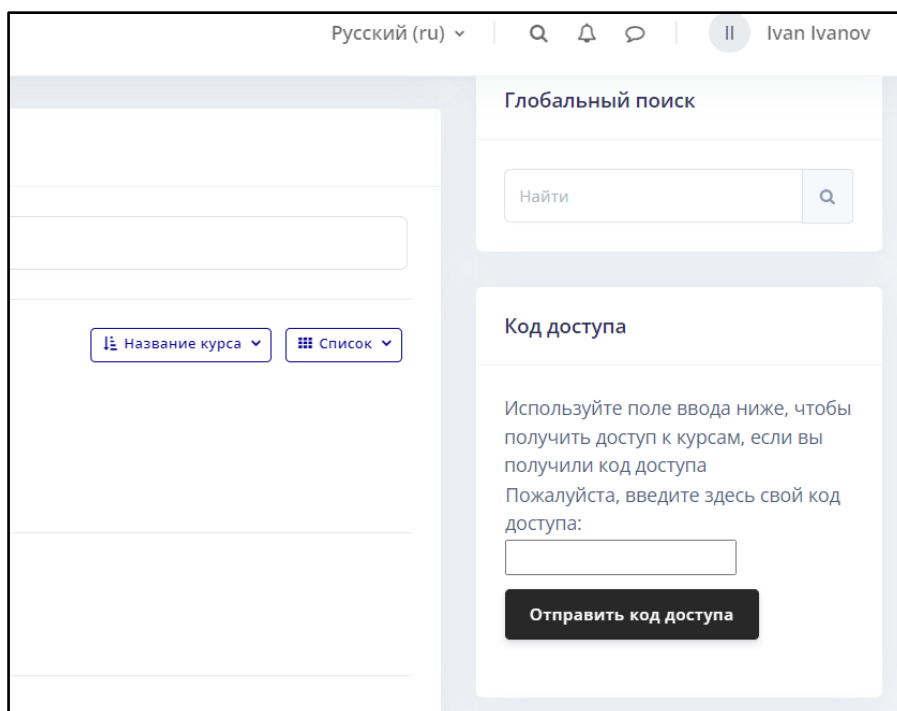 Русский (ru)
II Ivan Ivanov
Глобальный поиск
Найти
Название курса
Список
Код доступа
Используйте поле ввода ниже, чтобы
получить доступ к курсам, если вы
получили код доступа
Пожалуйста, введите здесь свой код
доступа:
Отправить код доступа